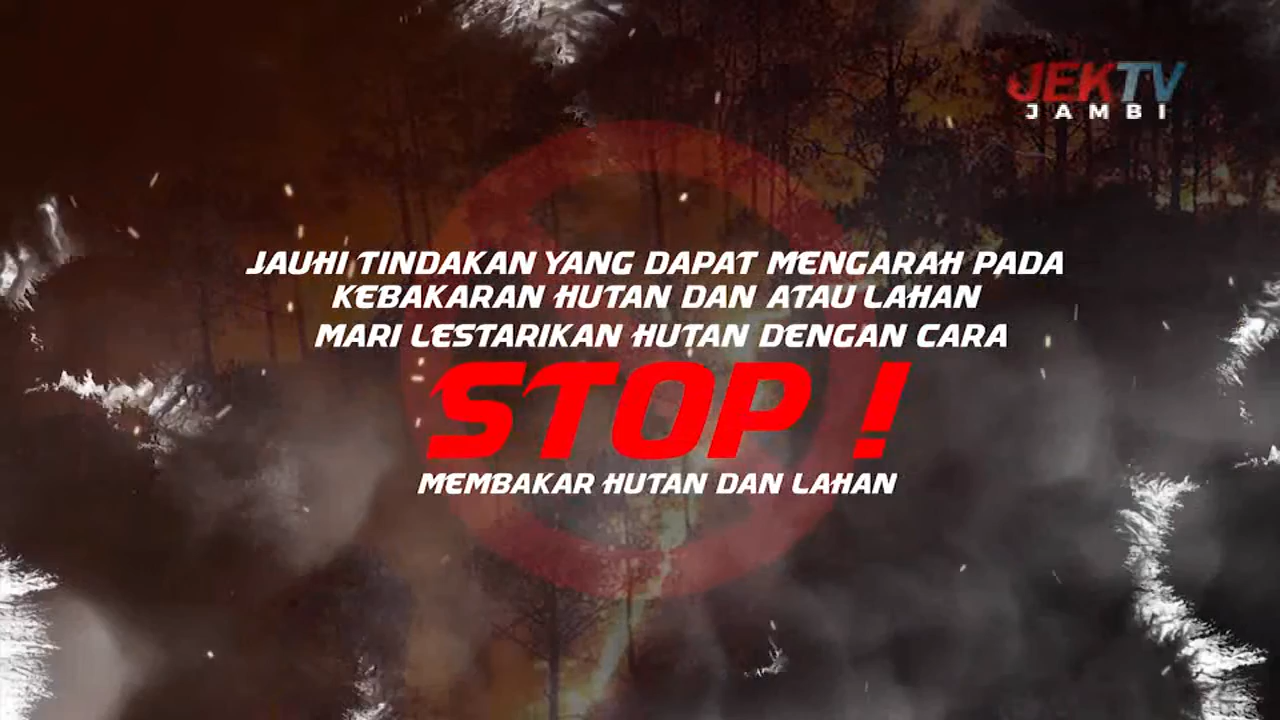 JEKTV
JAMBI
JAUHI TINDAKAN YANG DAPAT MENGARAH PADA
KEBAKARAN HUTAN DAN ATAU LAHAN
MARI LESTARIKAN HUTAN DENGAN CARA
STOP !
MEMBAKAR HUTAN DAN LAHAN